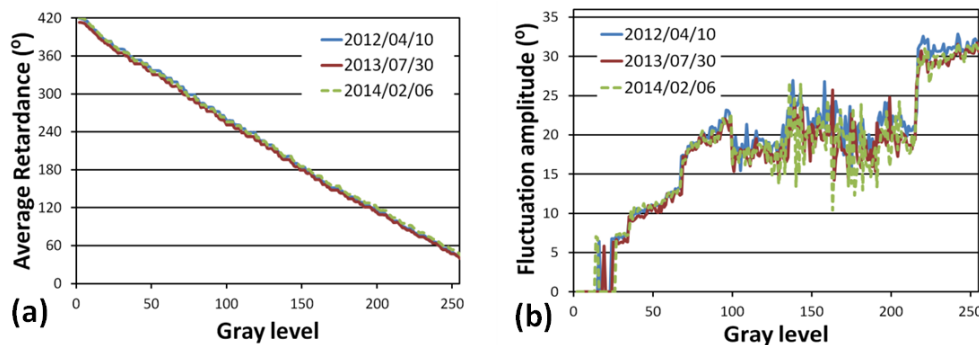 420
360
300
240
180
120
60
0
Average Retardance (º)
2012/04/10
2013/07/30
2014/02/06
0 50 100 150 200 250
Gray level
(a)
35
30
25
20
15
10
5
0
Fluctuation amplitude (º)
2012/04/10
2013/07/30
2014/02/06
0 50 100 150 200 250
Gray level
(b)